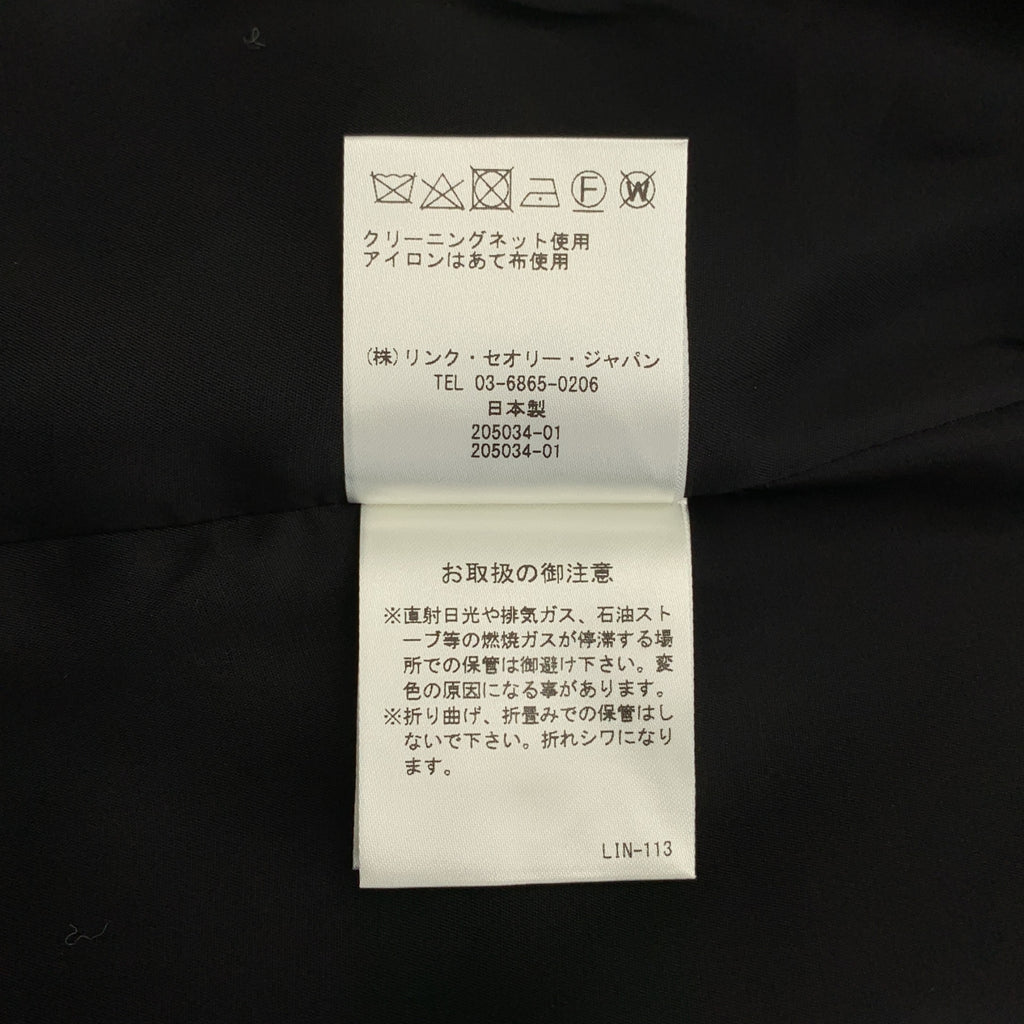 F W
クリーニングネット使用
アイロンはあて布使用
(株)リンク・セオリー・ジャパン
TEL 03-6865-0206
日本製
205034-01
205034-01
お取扱の御注意
※直射日光や排気ガス、石油スト
ーブ等の燃焼ガスが停滞する場
所での保管は御避け下さい。変
色の原因になる事があります。
※折り曲げ、折畳みでの保管はし
ないで下さい。折れシワになり
ます。
LIN-113